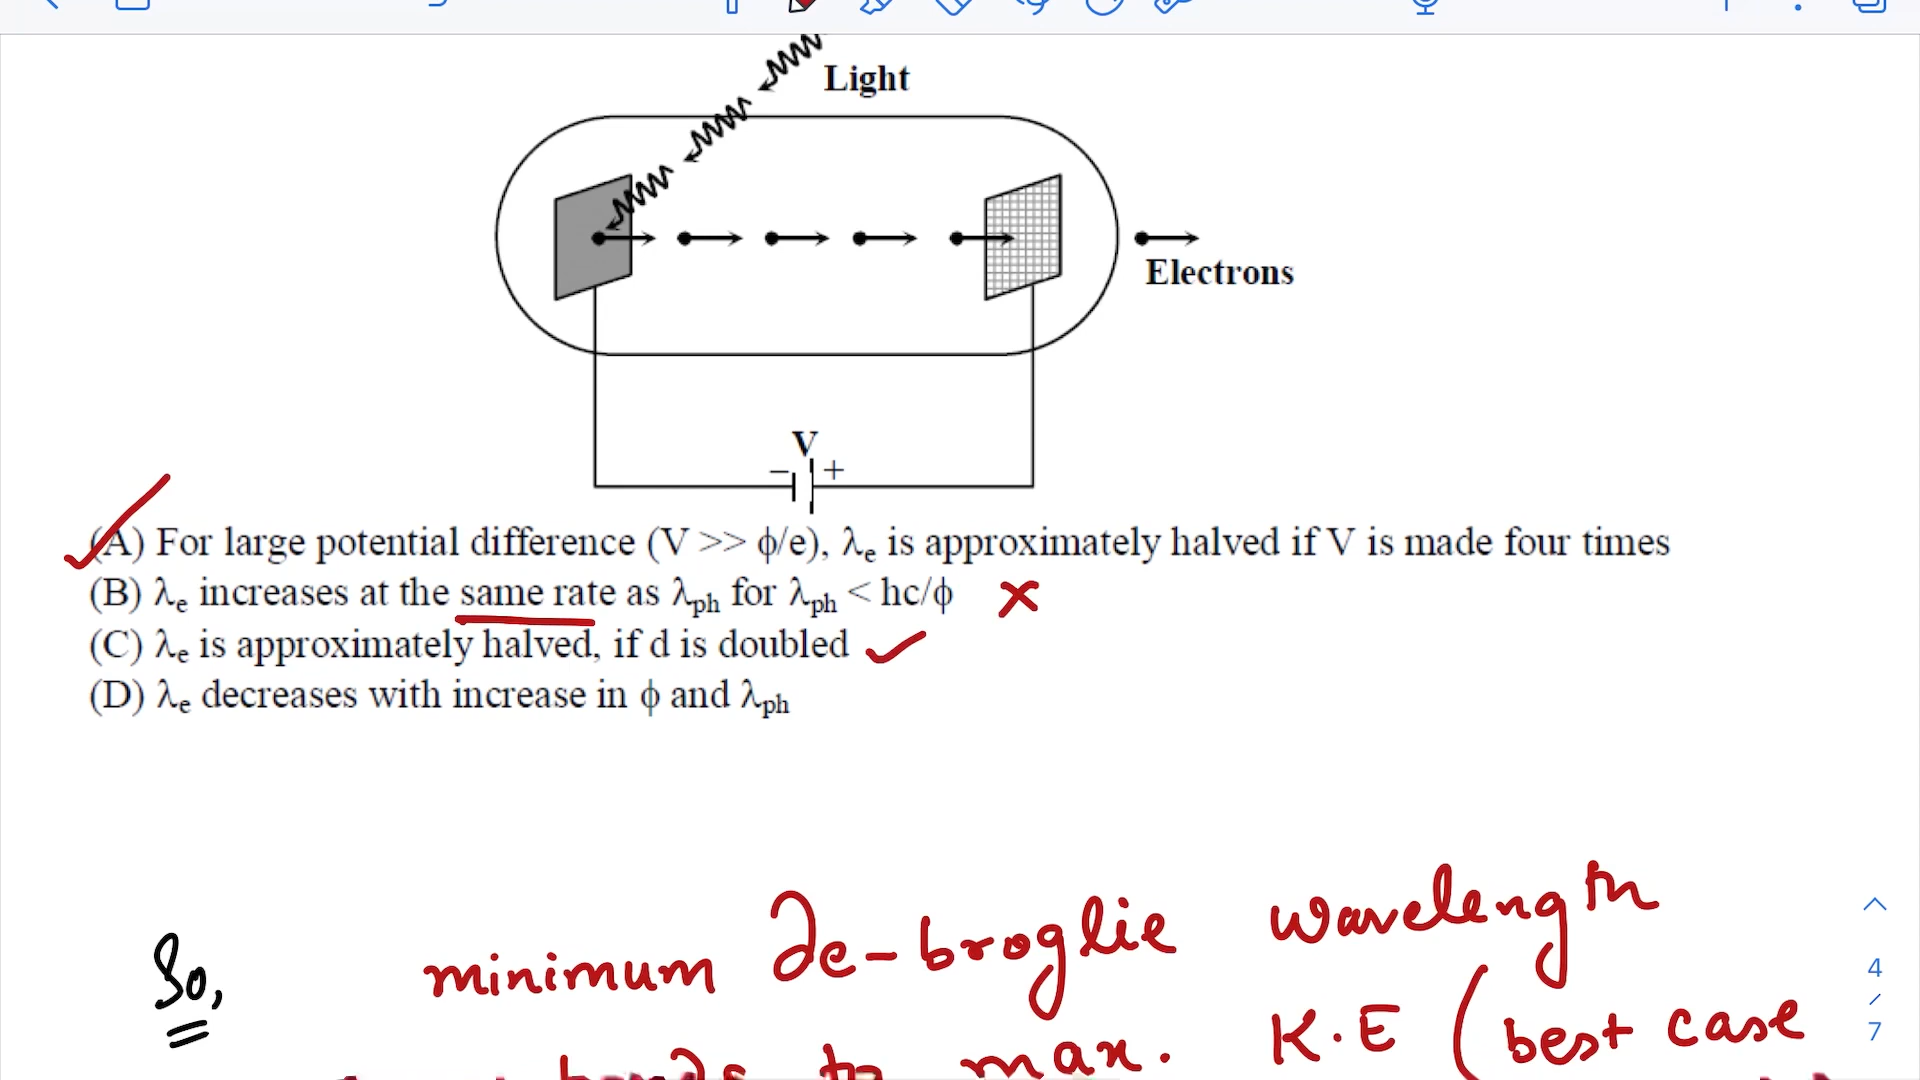 Light
Electrons
V
− +
(A) For large potential difference (V >> ϕ/e), λe is approximately halved if V is made four times
(B) λe increases at the same rate as λph for λph < hc/ϕ
(C) λe is approximately halved, if d is doubled
(D) λe decreases with increase in ϕ and λph
So, minimum De-broglie wavelength
to max. K.E (best case
4
/
7